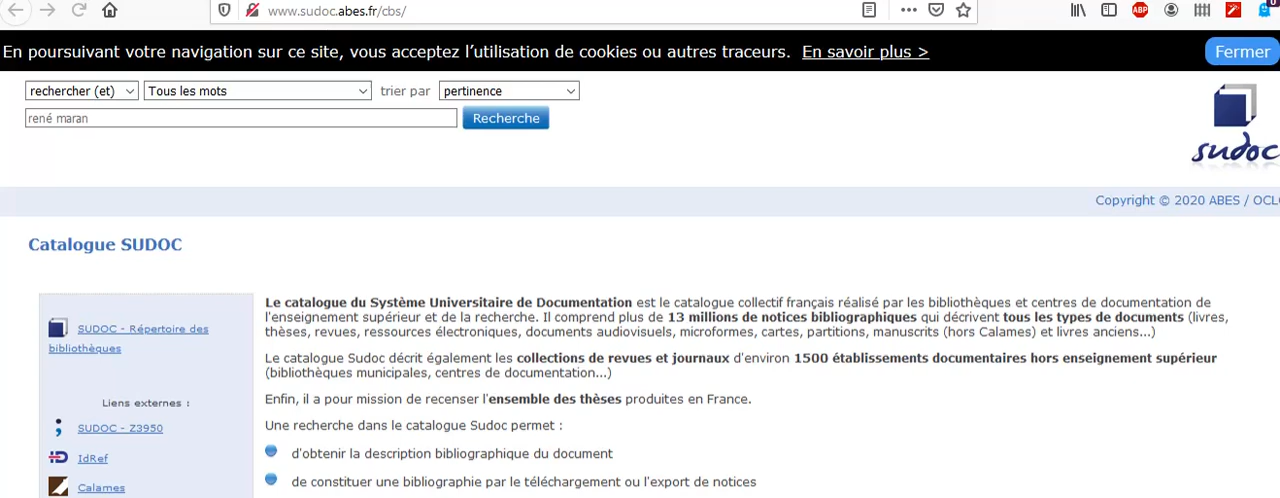 www.sudoc.abes.fr/cbs/
ABP
0
En poursuivant votre navigation sur ce site, vous acceptez l'utilisation de cookies ou autres traceurs. En savoir plus > Fermer
rechercher (et) Tous les mots trier par pertinence
rené maran Recherche
sudoc
Copyright © 2020 ABES / OCLC
Catalogue SUDOC
Le catalogue du Système Universitaire de Documentation est le catalogue collectif français réalisé par les bibliothèques et centres de documentation de
l'enseignement supérieur et de la recherche. Il comprend plus de 13 millions de notices bibliographiques qui décrivent tous les types de documents (livres,
thèses, revues, ressources électroniques, documents audiovisuels, microformes, cartes, partitions, manuscrits (hors Calames) et livres anciens...)
Le catalogue Sudoc décrit également les collections de revues et journaux d'environ 1500 établissements documentaires hors enseignement supérieur
(bibliothèques municipales, centres de documentation...)
Enfin, il a pour mission de recenser l'ensemble des thèses produites en France.
Une recherche dans le catalogue Sudoc permet :
d'obtenir la description bibliographique du document
de constituer une bibliographie par le téléchargement ou l'export de notices
SUDOC - Répertoire des
bibliothèques
Liens externes :
SUDOC - Z3950
IdRef
Calames